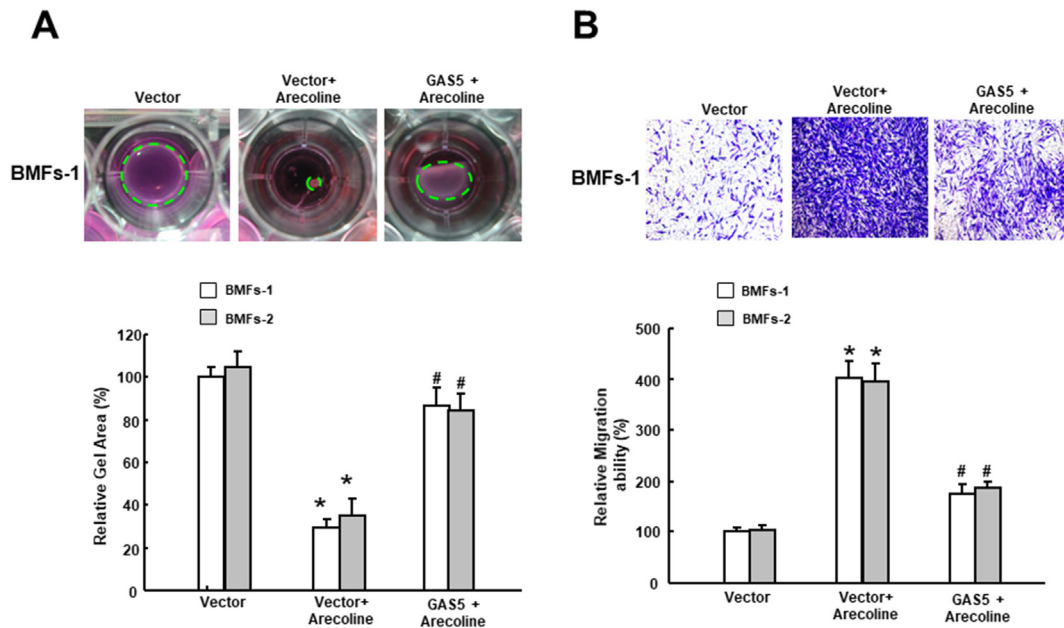 A
Vector
Vector+
Arecoline
GAS5 +
Arecoline
BMFs-1
BMFs-1
BMFs-2
Relative Gel Area (%)
120
100
80
60
40
20
0
* * # #
Vector
Vector+
Arecoline
GAS5 +
Arecoline
B
Vector
Vector+
Arecoline
GAS5 +
Arecoline
BMFs-1
BMFs-1
BMFs-2
Relative Migration
ability (%)
500
400
300
200
100
0
* * # #
Vector
Vector+
Arecoline
GAS5 +
Arecoline